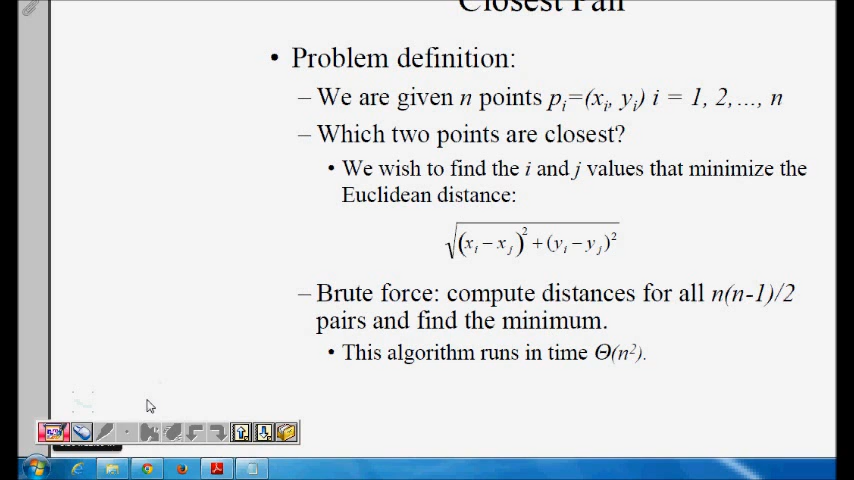 Closest Pair
• Problem definition:
– We are given n points pᵢ=(xᵢ, yᵢ) i = 1, 2,..., n
– Which two points are closest?
• We wish to find the i and j values that minimize the
Euclidean distance:
√(xᵢ − xⱼ)² + (yᵢ − yⱼ)²
– Brute force: compute distances for all n(n-1)/2
pairs and find the minimum.
• This algorithm runs in time Θ(n²).